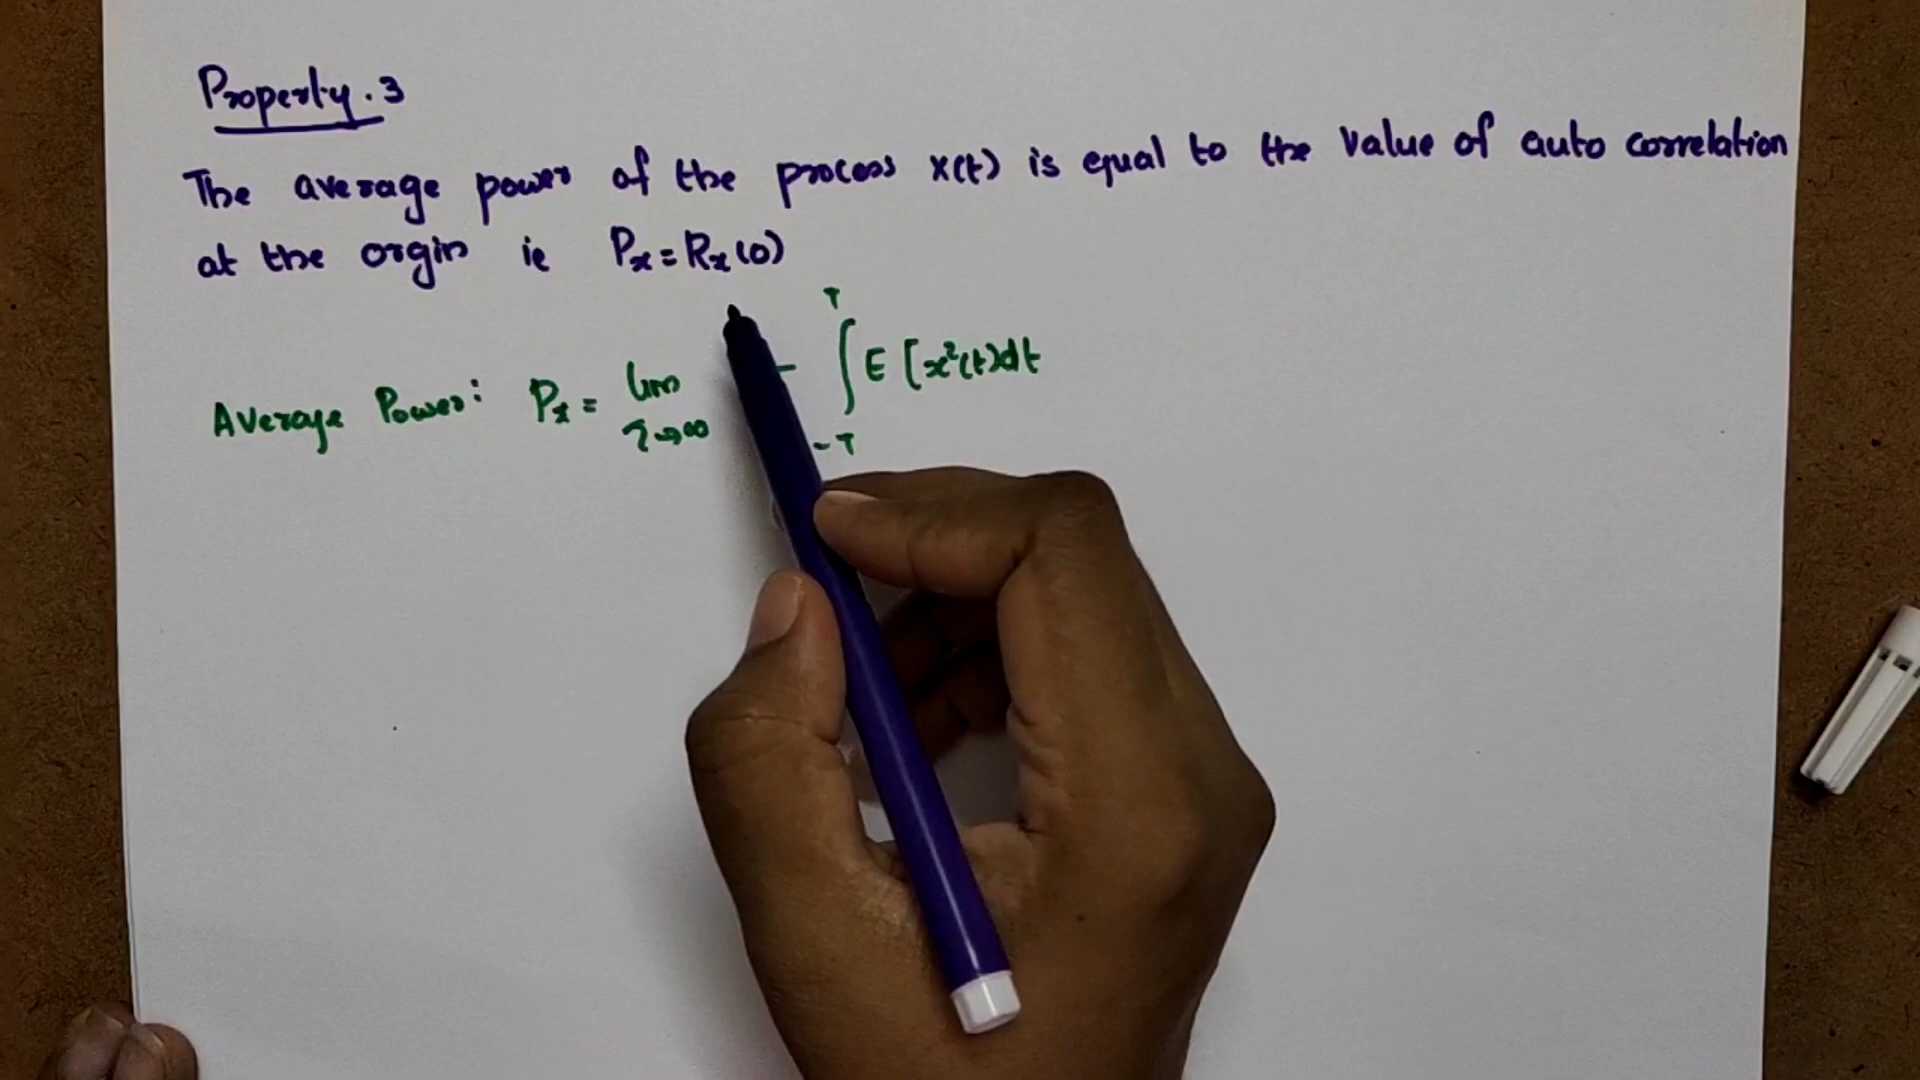 Property.3
The average power of the process x(t) is equal to the value of auto correlation
at the orgin ie Px = Rx(0)
Average Power: Px = lim τ→∞ ∫ T -T E [x²(t)dt